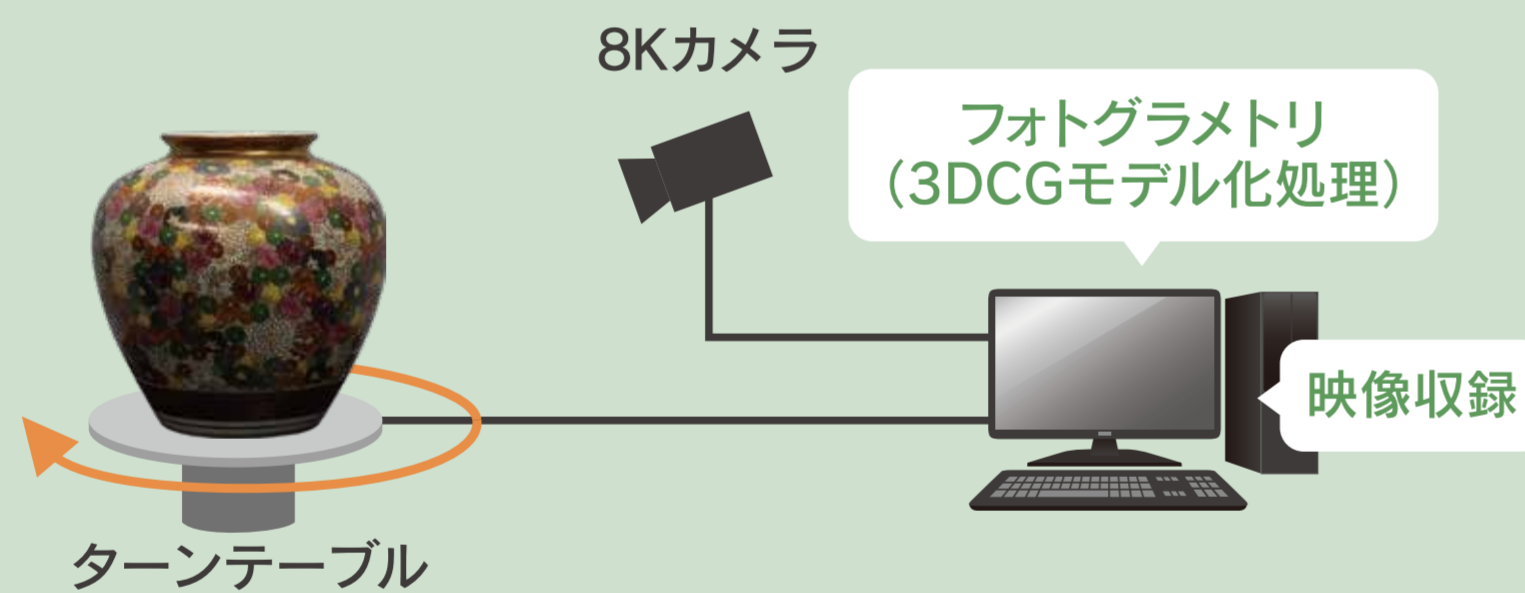 8Kカメラ
フォトグラメトリ
（3DCGモデル化処理）
映像収録
ターンテーブル